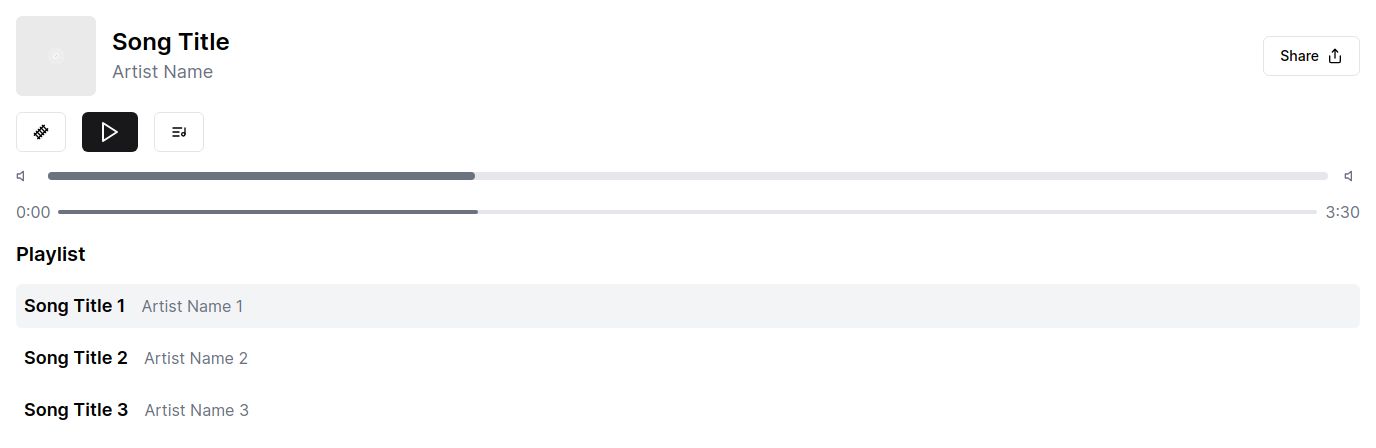 Song Title
Artist Name
Share
0:00
3:30
Playlist
Song Title 1 Artist Name 1
Song Title 2 Artist Name 2
Song Title 3 Artist Name 3